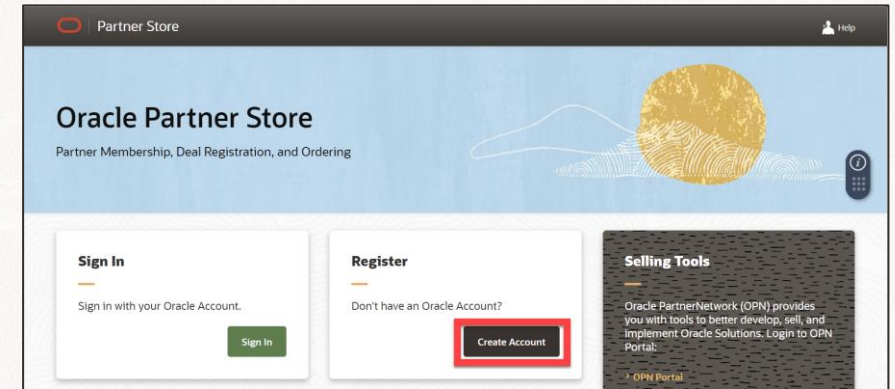 Partner Store
Help
Oracle Partner Store
Partner Membership, Deal Registration, and Ordering
Sign In
Sign in with your Oracle Account.
Sign In
Register
Don't have an Oracle Account?
Create Account
Selling Tools
Oracle PartnerNetwork (OPN) provides
you with tools to better develop, sell, and
implement Oracle Solutions. Login to OPN
Portal:
› OPN Portal